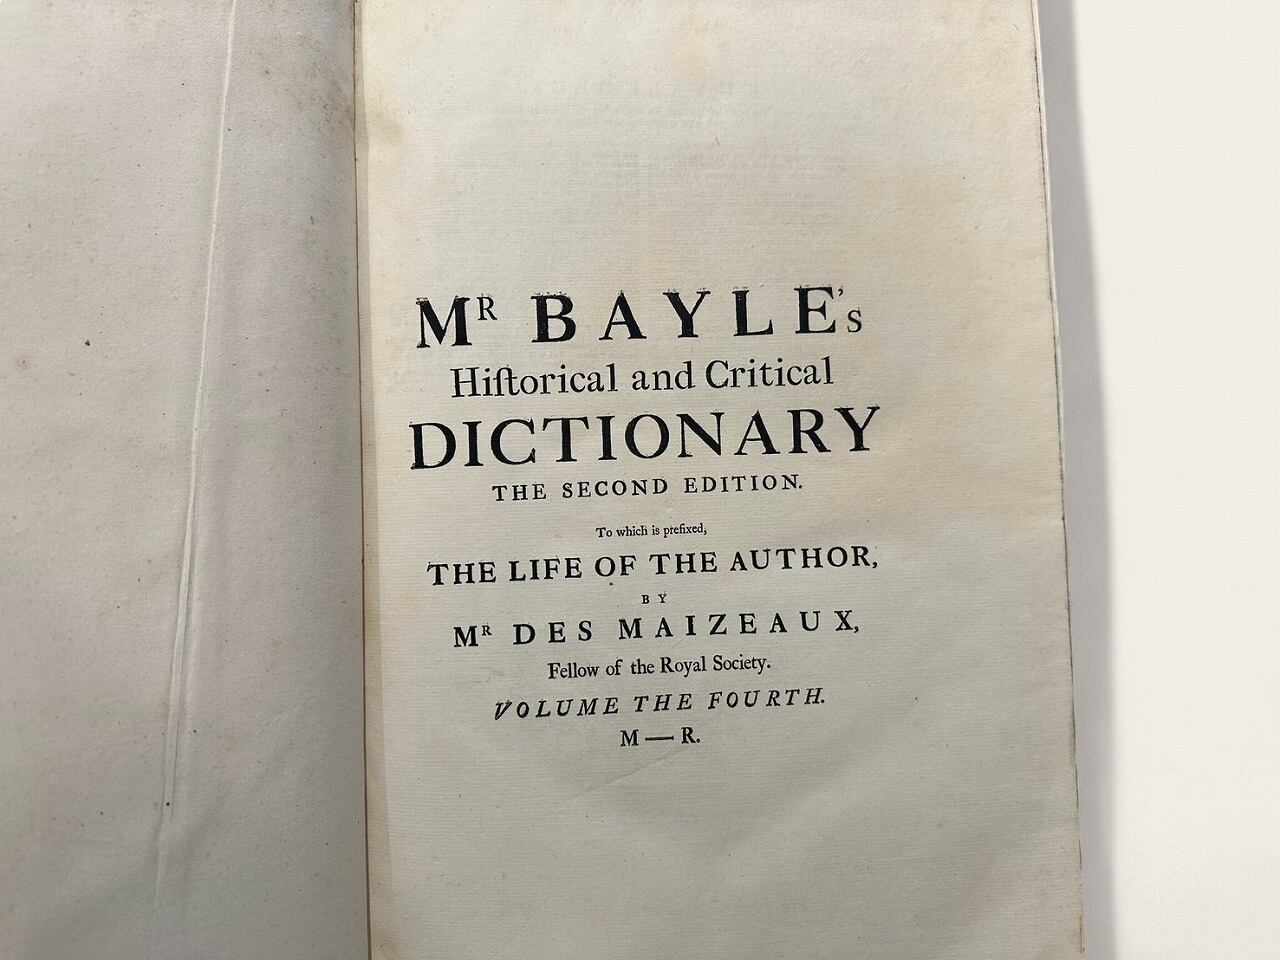 Mr BAYLE's
Hiſtorical and Critical
DICTIONARY
THE SECOND EDITION.
To which is prefixed,
THE LIFE OF THE AUTHOR,
BY
Mr DES MAIZEAUX,
Fellow of the Royal Society.
VOLUME THE FOURTH.
M — R.